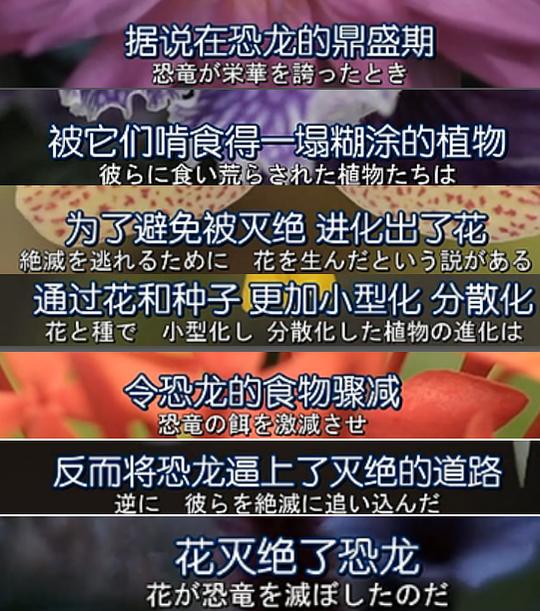 据说在恐龙的鼎盛期
恐竜が栄華を誇ったとき
被它们啃食得一塌糊涂的植物
彼らに食い荒らされた植物たちは
为了避免被灭绝 进化出了花
絶滅を逃れるために　花を生んだという説がある
通过花和种子 更加小型化 分散化
花と種で　小型化し 分散化した植物の進化は
令恐龙的食物骤减
恐竜の餌を激減させ
反而将恐龙逼上了灭绝的道路
逆に　彼らを絶滅に追い込んだ
花灭绝了恐龙
花が恐竜を滅ぼしたのだ